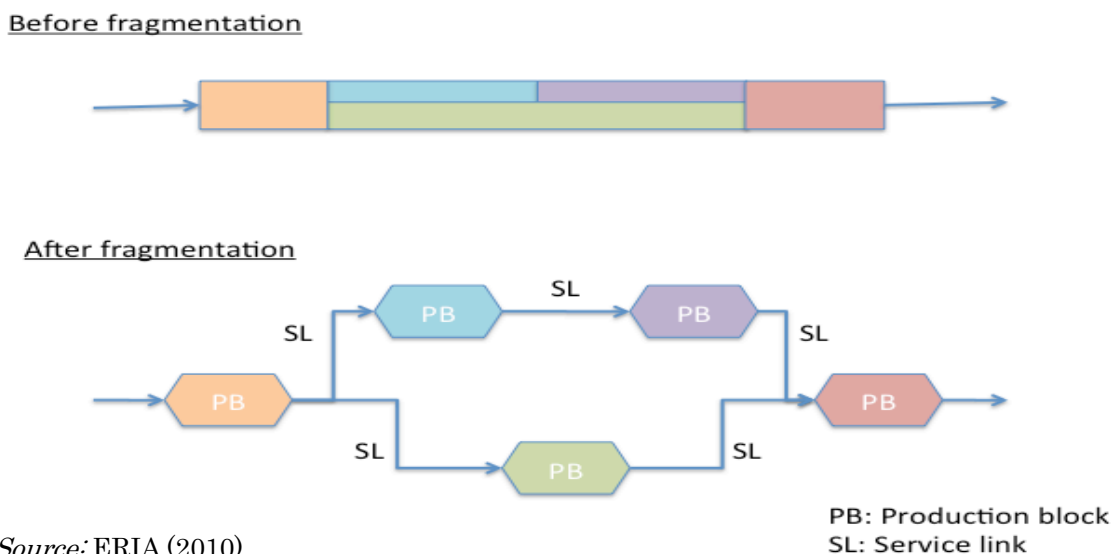 Before fragmentation
After fragmentation
SL
PB
PB
SL
SL
PB
PB
SL
SL
PB
PB: Production block
Source: ERIA (2010)
SL: Service link